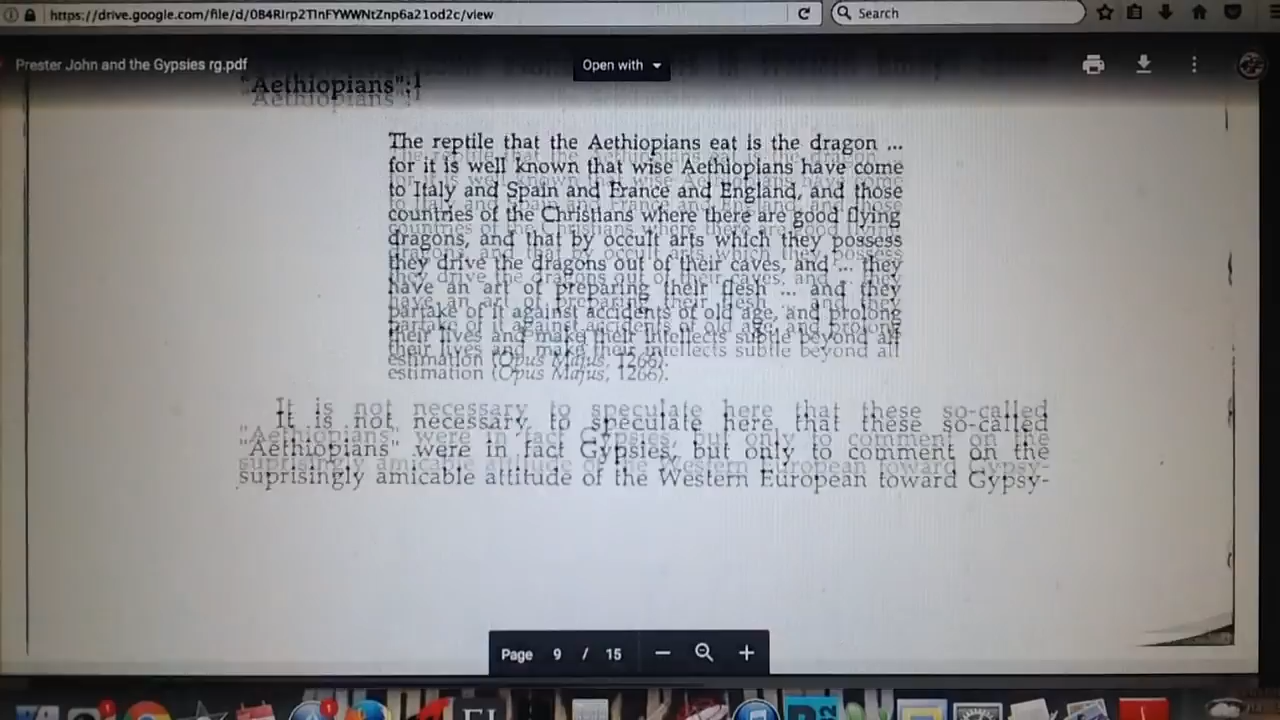 https://drive.google.com/file/d/0B4RIrp2TlnFYWWNtZnp6a21od2c/view
Search
Prester John and the Gypsies rg.pdf
Open with
"Aethiopians":¹
The reptile that the Aethiopians eat is the dragon ...
for it is well known that wise Aethiopians have come
to Italy and Spain and France and England, and those
countries of the Christians where there are good flying
dragons, and that by occult arts which they possess
they drive the dragons out of their caves, and ... they
have an art of preparing their flesh ... and they
partake of it against accidents of old age, and prolong
their lives and make their intellects subtle beyond all
estimation (Opus Majus, 1266).
It is not necessary to speculate here that these so-called
"Aethiopians" were in fact Gypsies, but only to comment on the
suprisingly amicable attitude of the Western European toward Gypsy-
Page 9 / 15